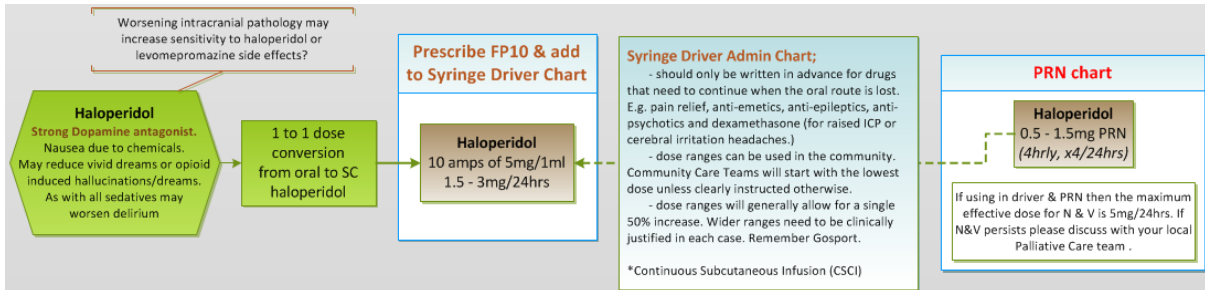 Worsening intracranial pathology may
increase sensitivity to haloperidol or
levomepromazine side effects?
Haloperidol
Strong Dopamine antagonist.
Nausea due to chemicals.
May reduce vivid dreams or opioid
induced hallucinations/dreams.
As with all sedatives may
worsen delirium
1 to 1 dose
conversion
from oral to SC
haloperidol
Prescribe FP10 & add
to Syringe Driver Chart
Haloperidol
10 amps of 5mg/1ml
1.5 - 3mg/24hrs
Syringe Driver Admin Chart;
- should only be written in advance for drugs
that need to continue when the oral route is lost.
E.g. pain relief, anti-emetics, anti-epileptics, anti-
psychotics and dexamethasone (for raised ICP or
cerebral irritation headaches.)
- dose ranges can be used in the community.
Community Care Teams will start with the lowest
dose unless clearly instructed otherwise.
- dose ranges will generally allow for a single
50% increase. Wider ranges need to be clinically
justified in each case. Remember Gosport.
*Continuous Subcutaneous Infusion (CSCI)
PRN chart
Haloperidol
0.5 - 1.5mg PRN
(4hrly, x4/24hrs)
If using in driver & PRN then the maximum
effective dose for N & V is 5mg/24hrs. If
N&V persists please discuss with your local
Palliative Care team .